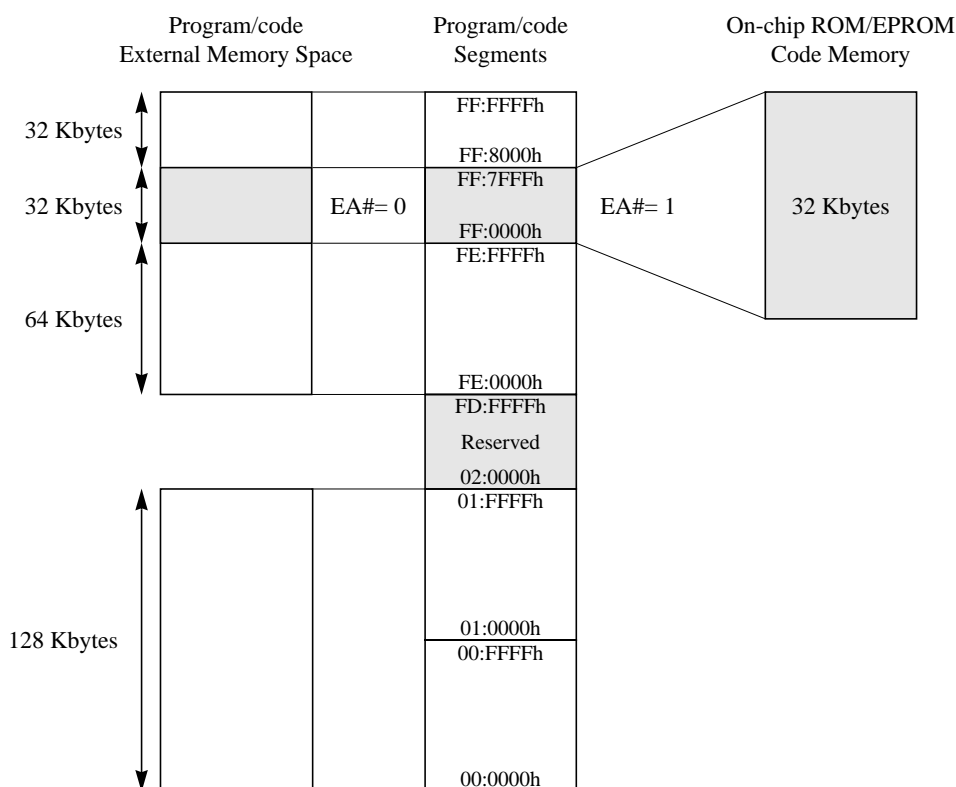 Program/code
External Memory Space
Program/code
Segments
On-chip ROM/EPROM
Code Memory
32 Kbytes
32 Kbytes
64 Kbytes
128 Kbytes
EA#= 0
FF:FFFFh
FF:8000h
FF:7FFFh
FF:0000h
FE:FFFFh
FE:0000h
FD:FFFFh
Reserved
02:0000h
01:FFFFh
01:0000h
00:FFFFh
00:0000h
EA#= 1
32 Kbytes